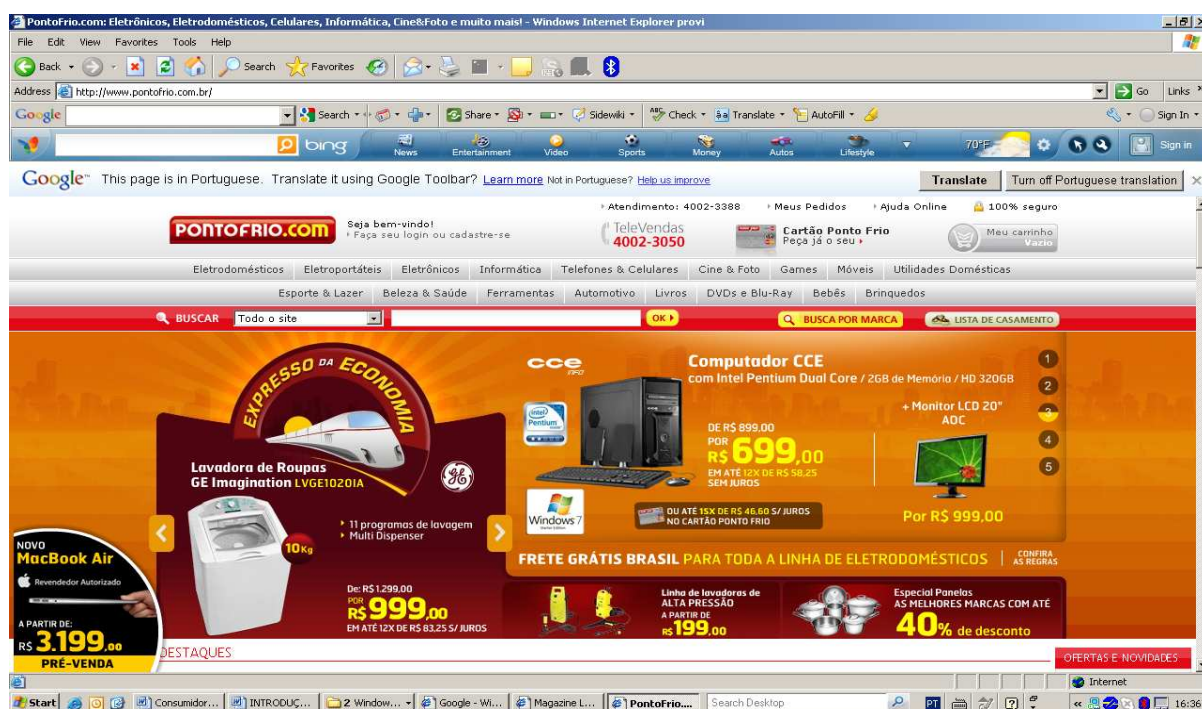 PontoFrio.com: Eletrônicos, Eletrodomésticos, Celulares, Informática, Cine&Foto e muito mais! - Windows Internet Explorer provi
File Edit View Favorites Tools Help
Back Search Favorites
Address http://www.pontofrio.com.br/ Go Links
Google Search Share Sidewiki Check Translate AutoFill Sign In
bing News Entertainment Video Sports Money Autos Lifestyle 70°F Sign in
Google This page is in Portuguese. Translate it using Google Toolbar? Learn more Not in Portuguese? Help us improve Translate Turn off Portuguese translation
Atendimento: 4002-3388 Meus Pedidos Ajuda Online 100% seguro
PONTOFRIO.COM
Seja bem-vindo!
Faça seu login ou cadastre-se
TeleVendas
4002-3050
Cartão Ponto Frio
Peça já o seu
Meu carrinho
Vazio
Eletrodomésticos Eletroportáteis Eletrônicos Informática Telefones & Celulares Cine & Foto Games Móveis Utilidades Domésticas
Esporte & Lazer Beleza & Saúde Ferramentas Automotivo Livros DVDs e Blu-Ray Bebês Brinquedos
BUSCAR Todo o site OK BUSCA POR MARCA LISTA DE CASAMENTO
EXPRESSO DA ECONOMIA
Lavadora de Roupas
GE Imagination LVGE1020IA
11 programas de lavagem
Multi Dispenser
10Kg
De: R$1.299,00
POR
R$ 999,00
EM ATÉ 12X DE R$ 83,25 S/ JUROS
cce info
Computador CCE
com Intel Pentium Dual Core / 2GB de Memória / HD 320GB
intel
Pentium
Windows 7
DE R$ 899,00
POR
R$ 699,00
EM ATÉ 12X DE R$ 58,25
SEM JUROS
OU ATÉ 15X DE R$ 46,60 S/ JUROS
NO CARTÃO PONTO FRIO
+ Monitor LCD 20"
AOC
Por R$ 999,00
1
2
3
4
5
FRETE GRÁTIS BRASIL PARA TODA A LINHA DE ELETRODOMÉSTICOS CONFIRA
AS REGRAS
Linha de lavadoras de
ALTA PRESSÃO
A PARTIR DE
R$ 199,00
Especial Panelas
AS MELHORES MARCAS COM ATÉ
40% de desconto
NOVO
MacBook Air
Revendedor Autorizado
A PARTIR DE:
R$ 3.199,00
PRÉ-VENDA
DESTAQUES
OFERTAS E NOVIDADES
Internet
Start Consumidor... INTRODUÇ... 2 Window... Google - Wi... Magazine L... PontoFrio.... Search Desktop PT 16:30